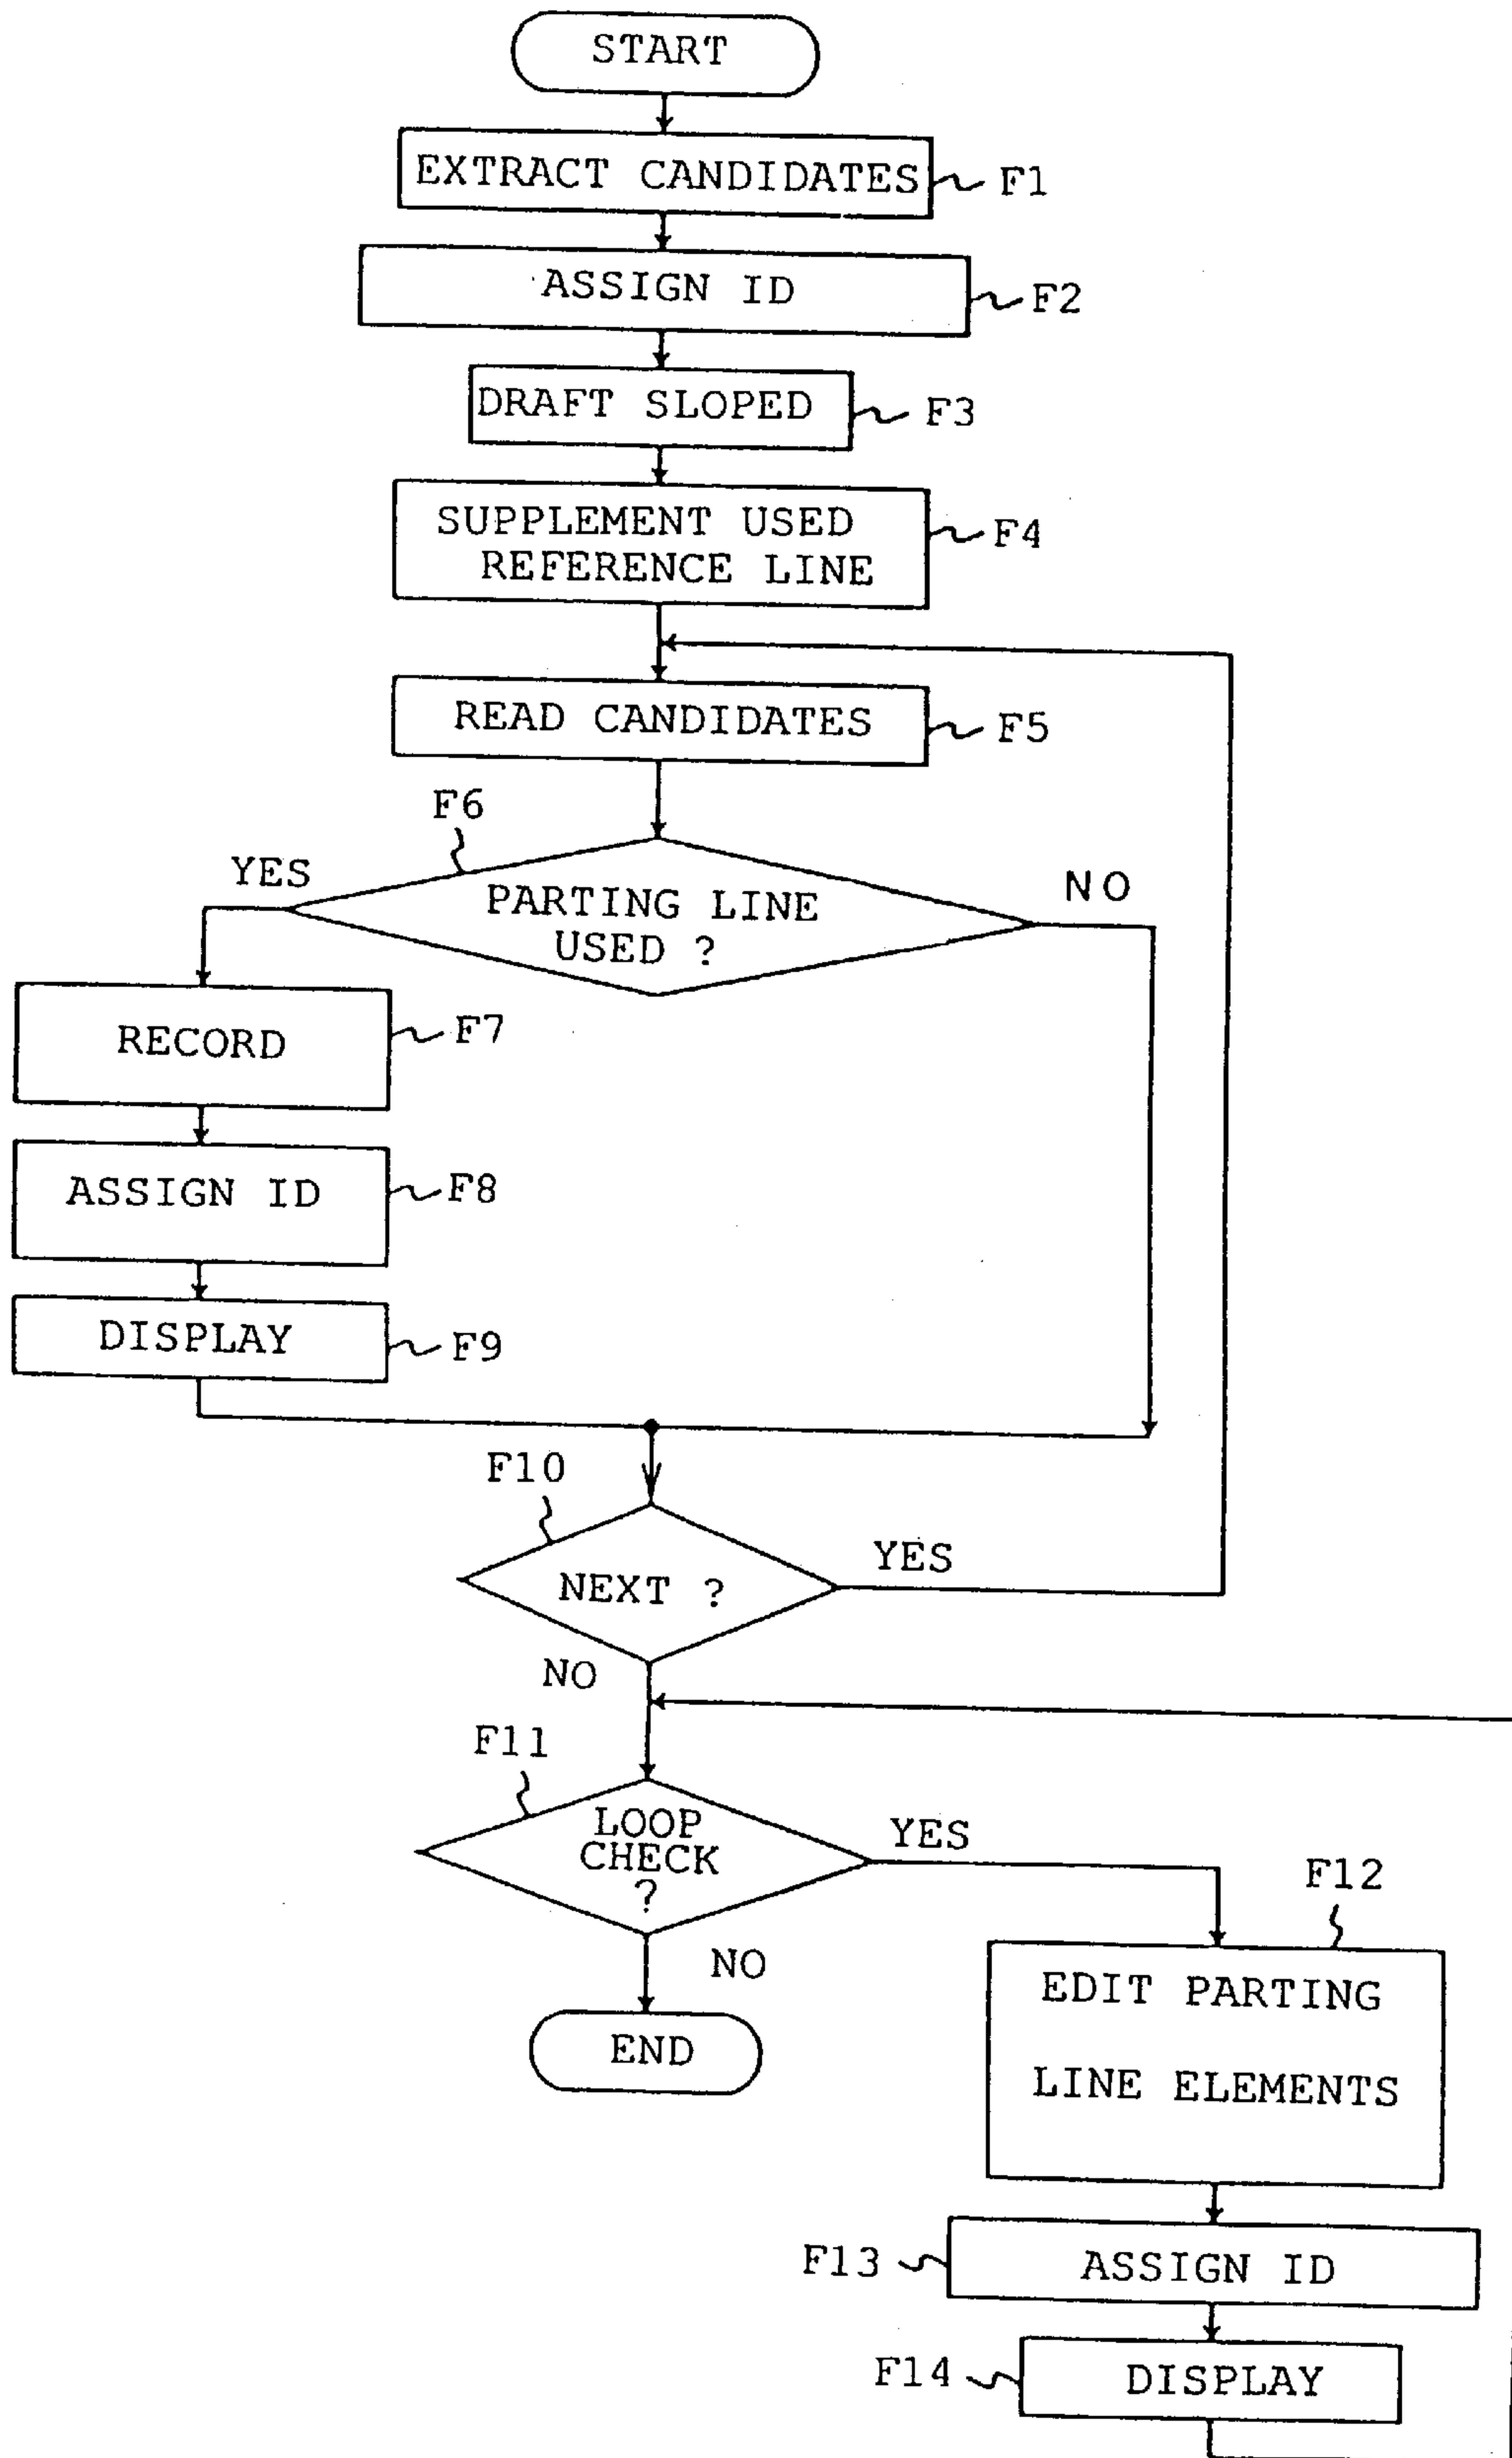 START
EXTRACT CANDIDATES
F1
ASSIGN ID
F2
DRAFT SLOPED
F3
SUPPLEMENT USED
REFERENCE LINE
F4
READ CANDIDATES
F5
F6
YES
NO
PARTING LINE
USED ?
RECORD
F7
ASSIGN ID
F8
DISPLAY
F9
F10
NEXT ?
YES
NO
F11
LOOP
CHECK
?
YES
NO
F12
END
EDIT PARTING
LINE ELEMENTS
F13
ASSIGN ID
F14
DISPLAY